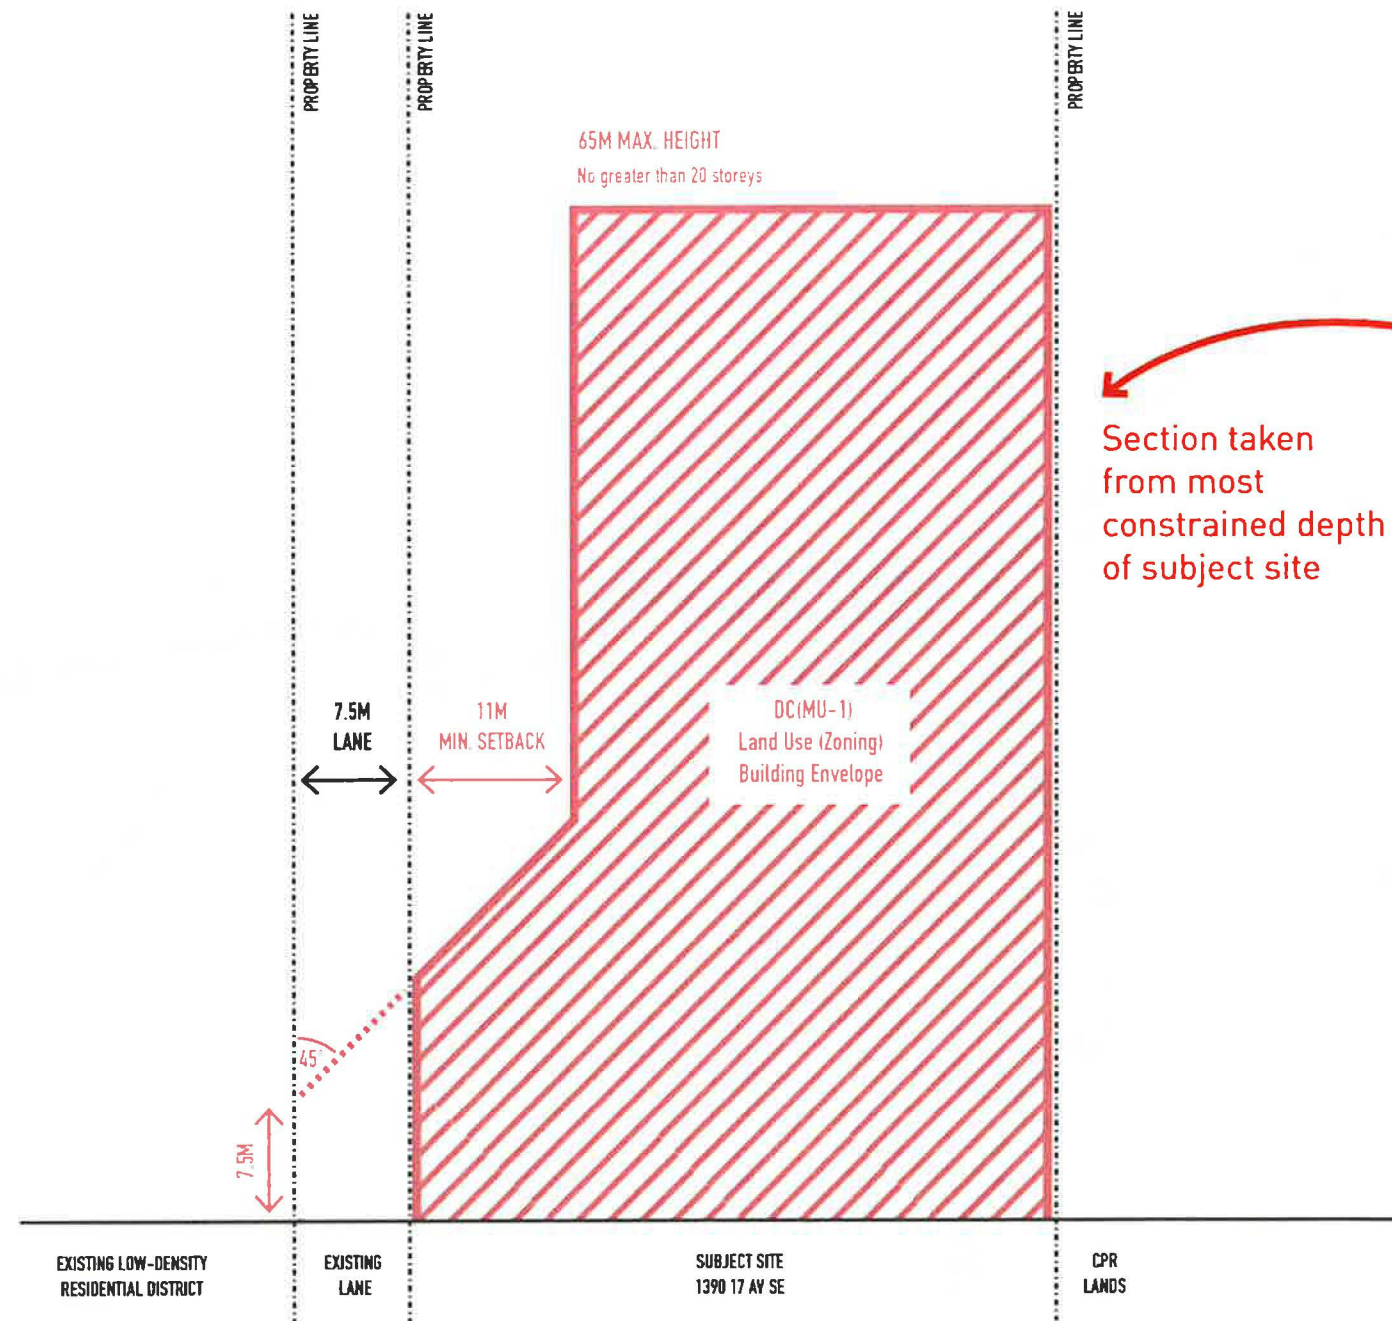 PROPERTY LINE
PROPERTY LINE
PROPERTY LINE
65M MAX. HEIGHT
No greater than 20 storeys
Section taken
from most
constrained depth
of subject site
7.5M
LANE
11M
MIN. SETBACK
DC(MU-1)
Land Use (Zoning)
Building Envelope
45°
7.5M
EXISTING LOW-DENSITY
RESIDENTIAL DISTRICT
EXISTING
LANE
SUBJECT SITE
1390 17 AV SE
CPR
LANDS